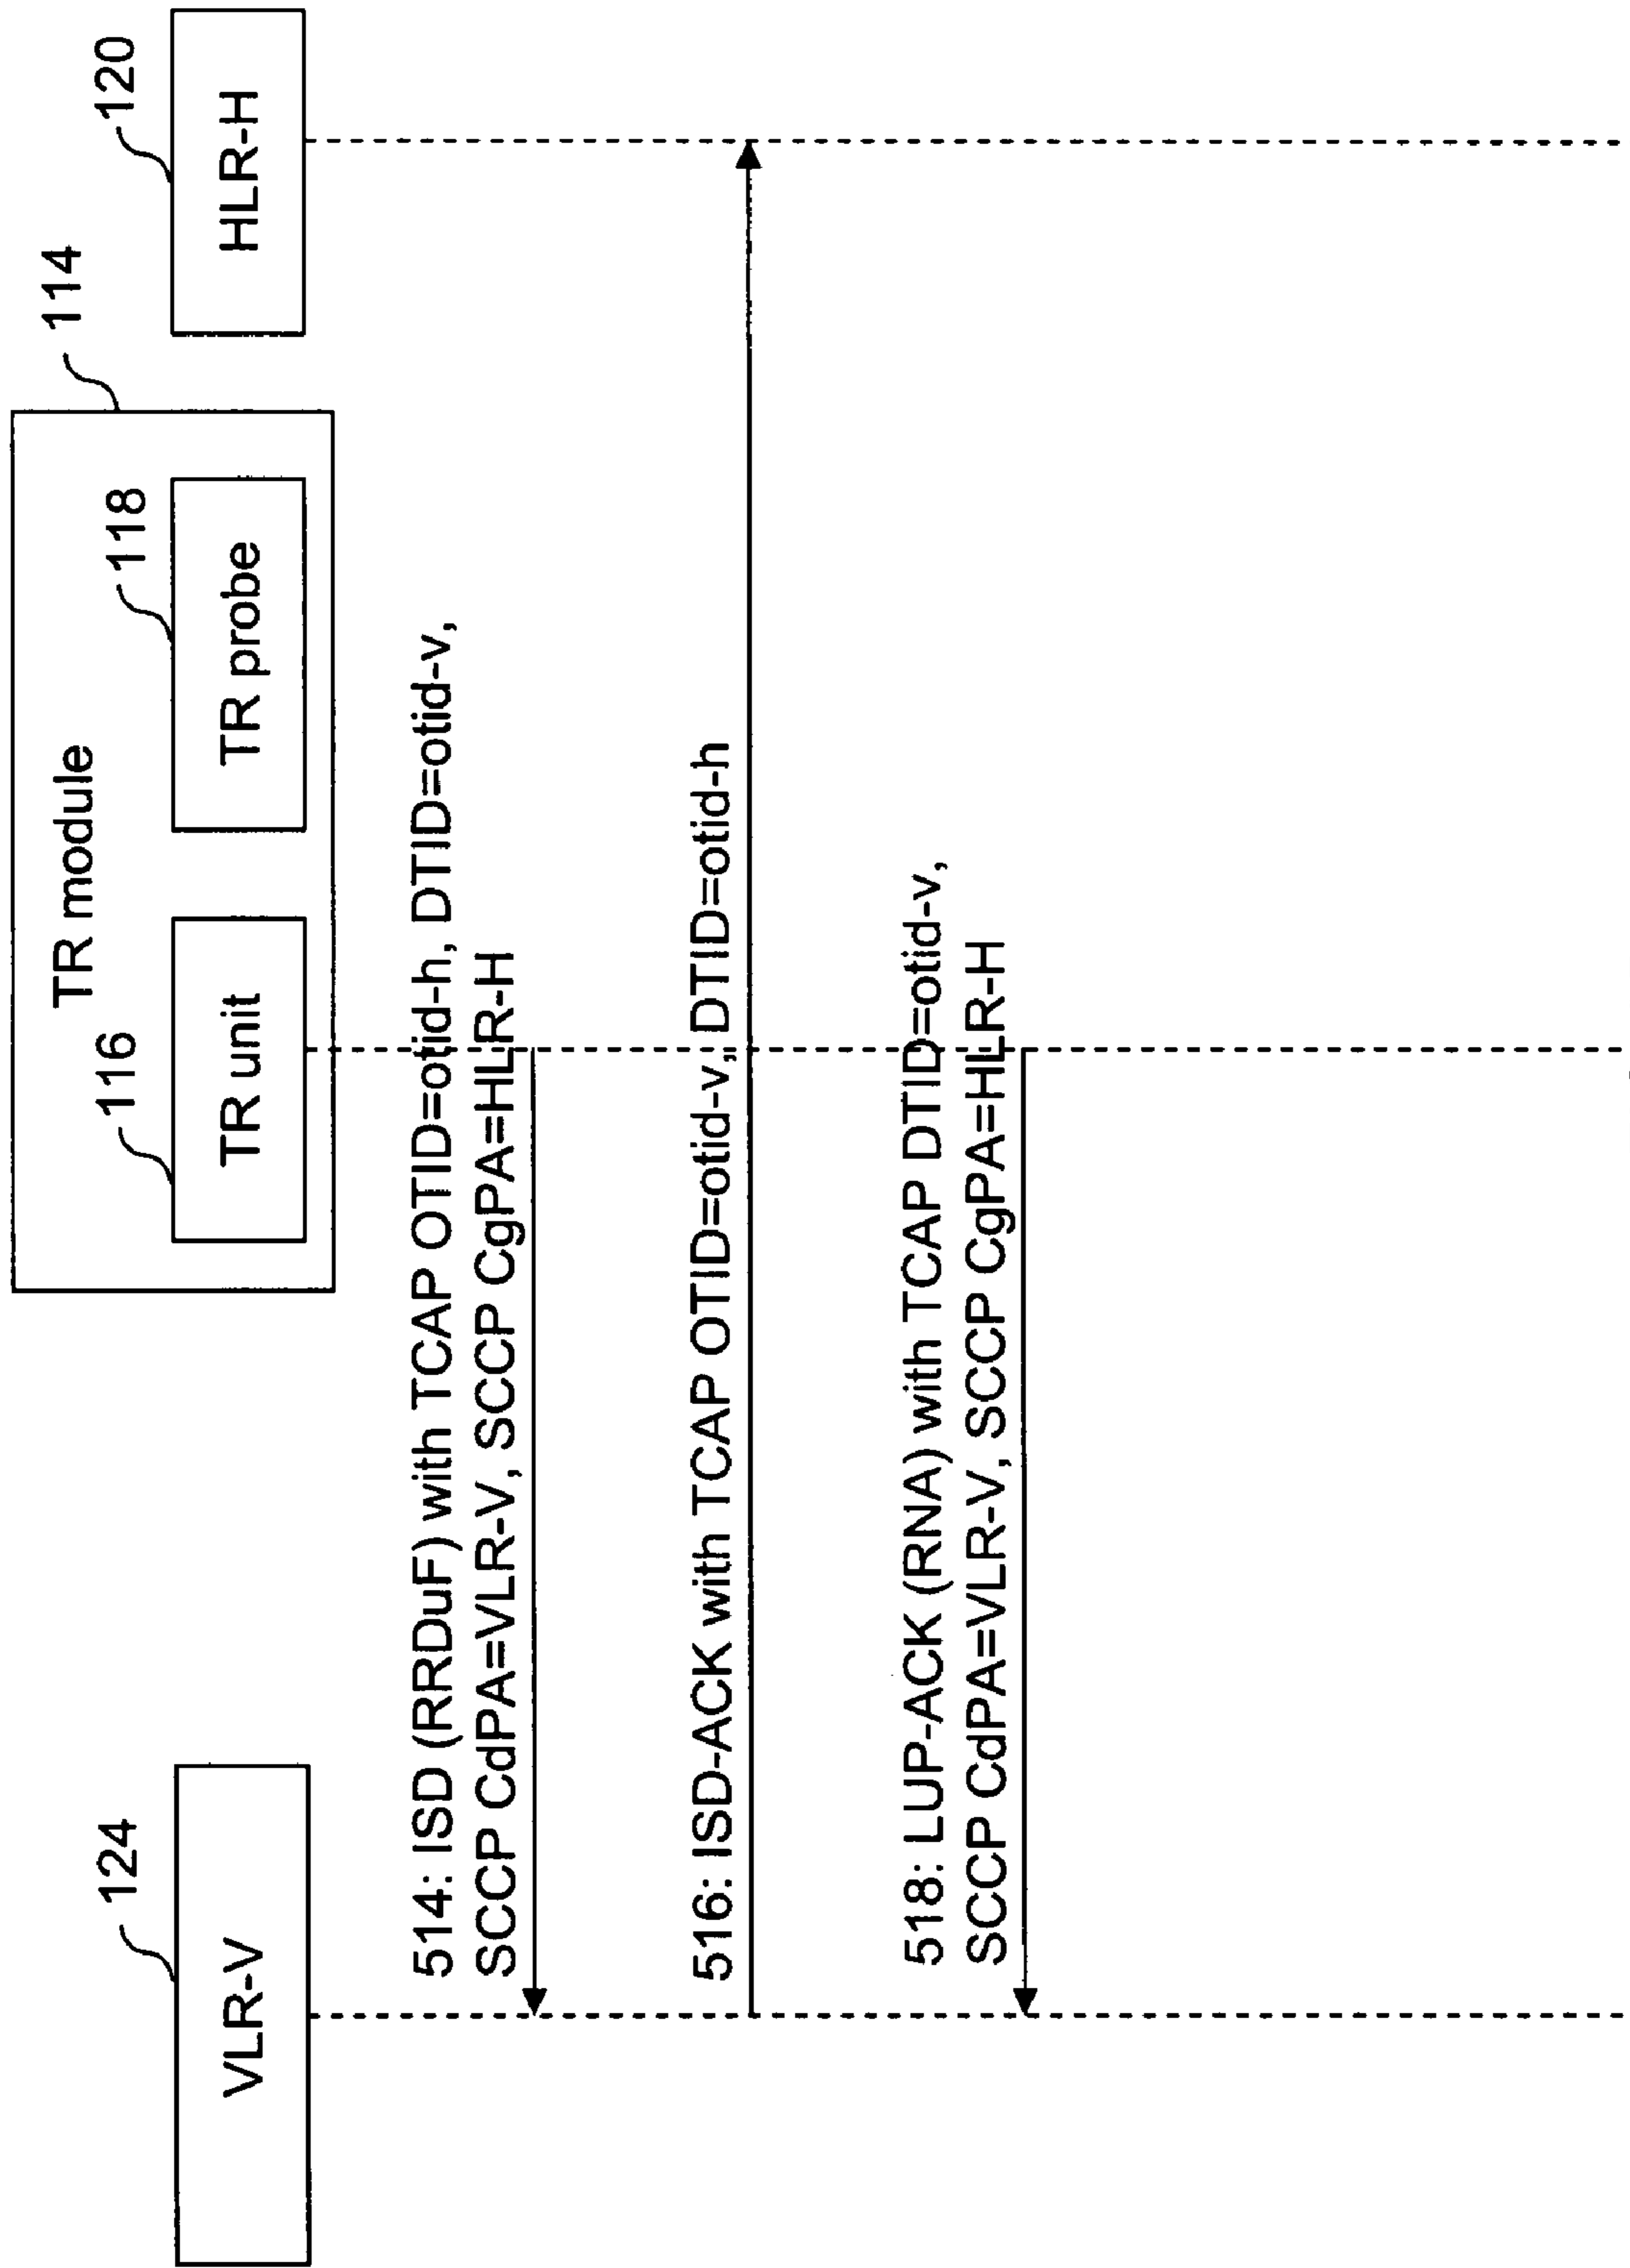 124
VLR-V
TR module
114
116
TR unit
118
TR probe
120
HLR-H
514: ISD (RRDuF) with TCAP OTID=otid-h, DTID=otid-v,
SCCP CdPA=VLR-V, SCCP CgPA=HLR-H
516: ISD-ACK with TCAP OTID=otid-v, DTID=otid-h
518: LUP-ACK (RNA) with TCAP DTID=otid-v,
SCCP CdPA=VLR-V, SCCP CgPA=HLR-H